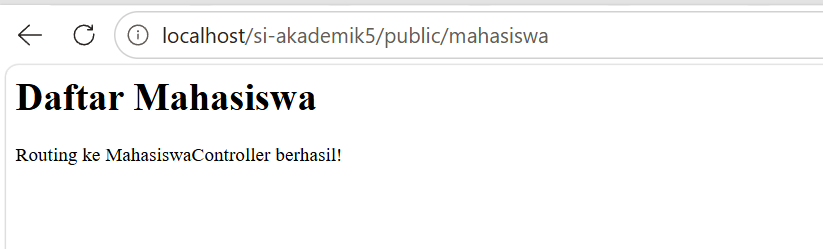 localhost/si-akademik5/public/mahasiswa
Daftar Mahasiswa
Routing ke MahasiswaController berhasil!